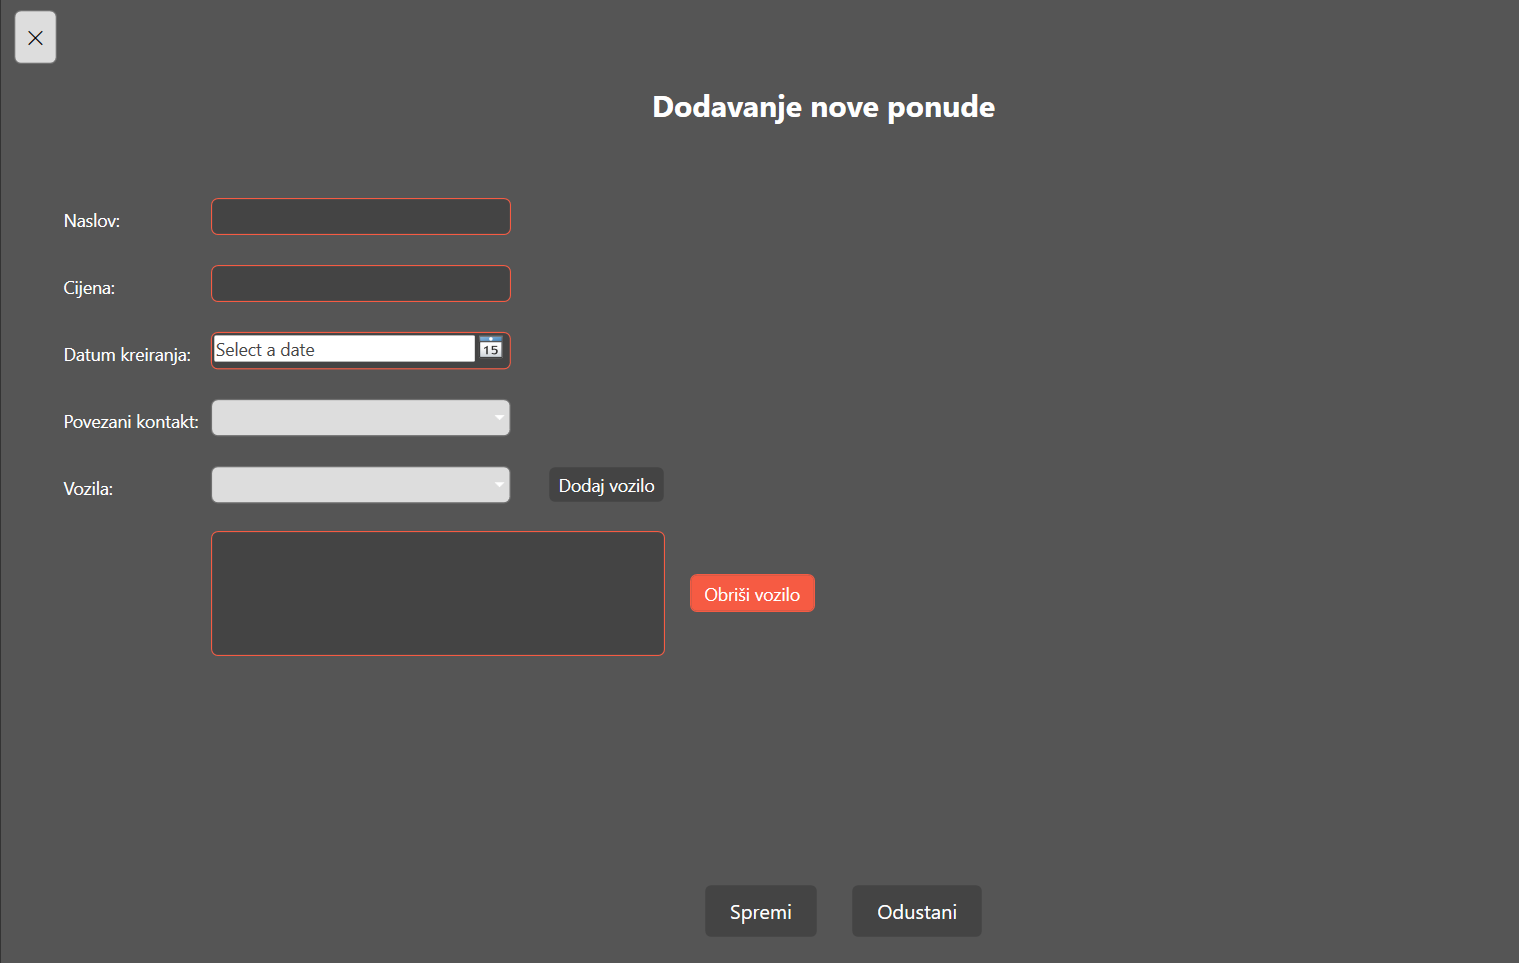 Dodavanje nove ponude
Naslov:
Cijena:
Datum kreiranja:
Select a date
15
Povezani kontakt:
Vozila:
Dodaj vozilo
Obriši vozilo
Spremi
Odustani